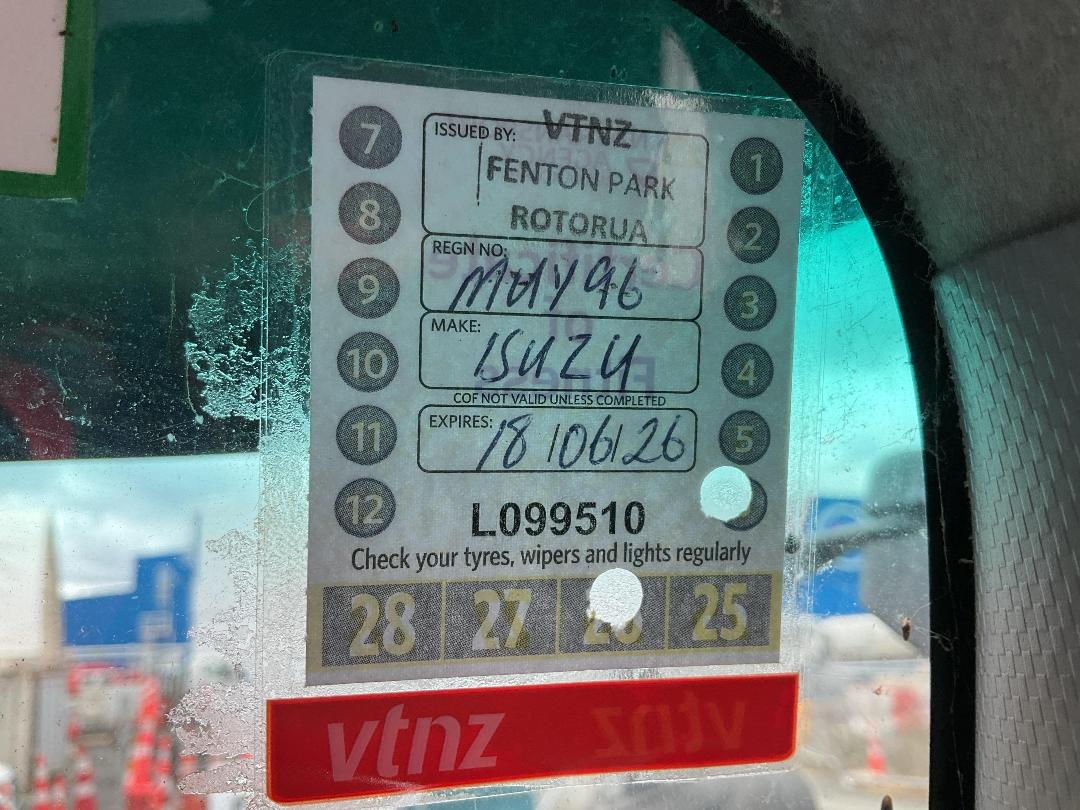 VTNZ
ISSUED BY:
FENTON PARK
ROTORUA
REGN NO:
MHY96
MAKE:
ISUZU
COF NOT VALID UNLESS COMPLETED
EXPIRES:
18/06/26
7
8
9
10
11
12
1
2
3
4
5
L099510
Check your tyres, wipers and lights regularly
28 27 26 25
vtnz